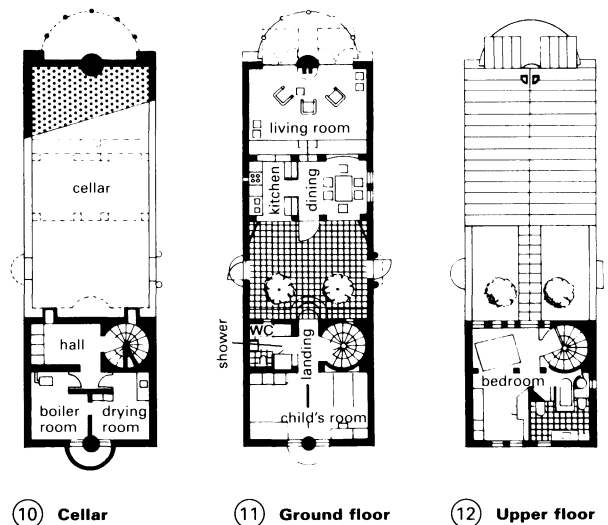 cellar
hall
boiler
room
drying
room
living room
kitchen
dining
WC
shower
landing
child's room
bedroom
10 Cellar
11 Ground floor
12 Upper floor